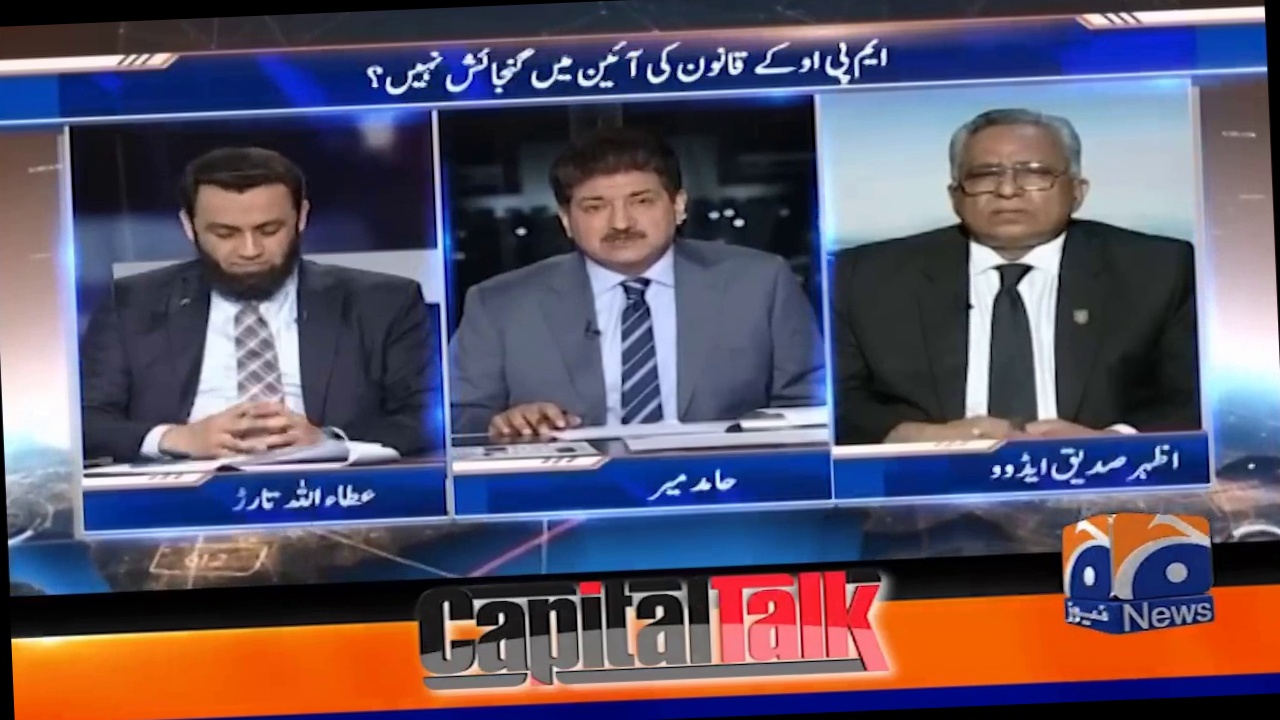 ایم پی او کے قانون کی آئین میں گنجائش نہیں؟
اظہر صدیق ایڈوو
حامد میر
عطاء اللہ تارڑ
Capital Talk
جیو
نیوز News